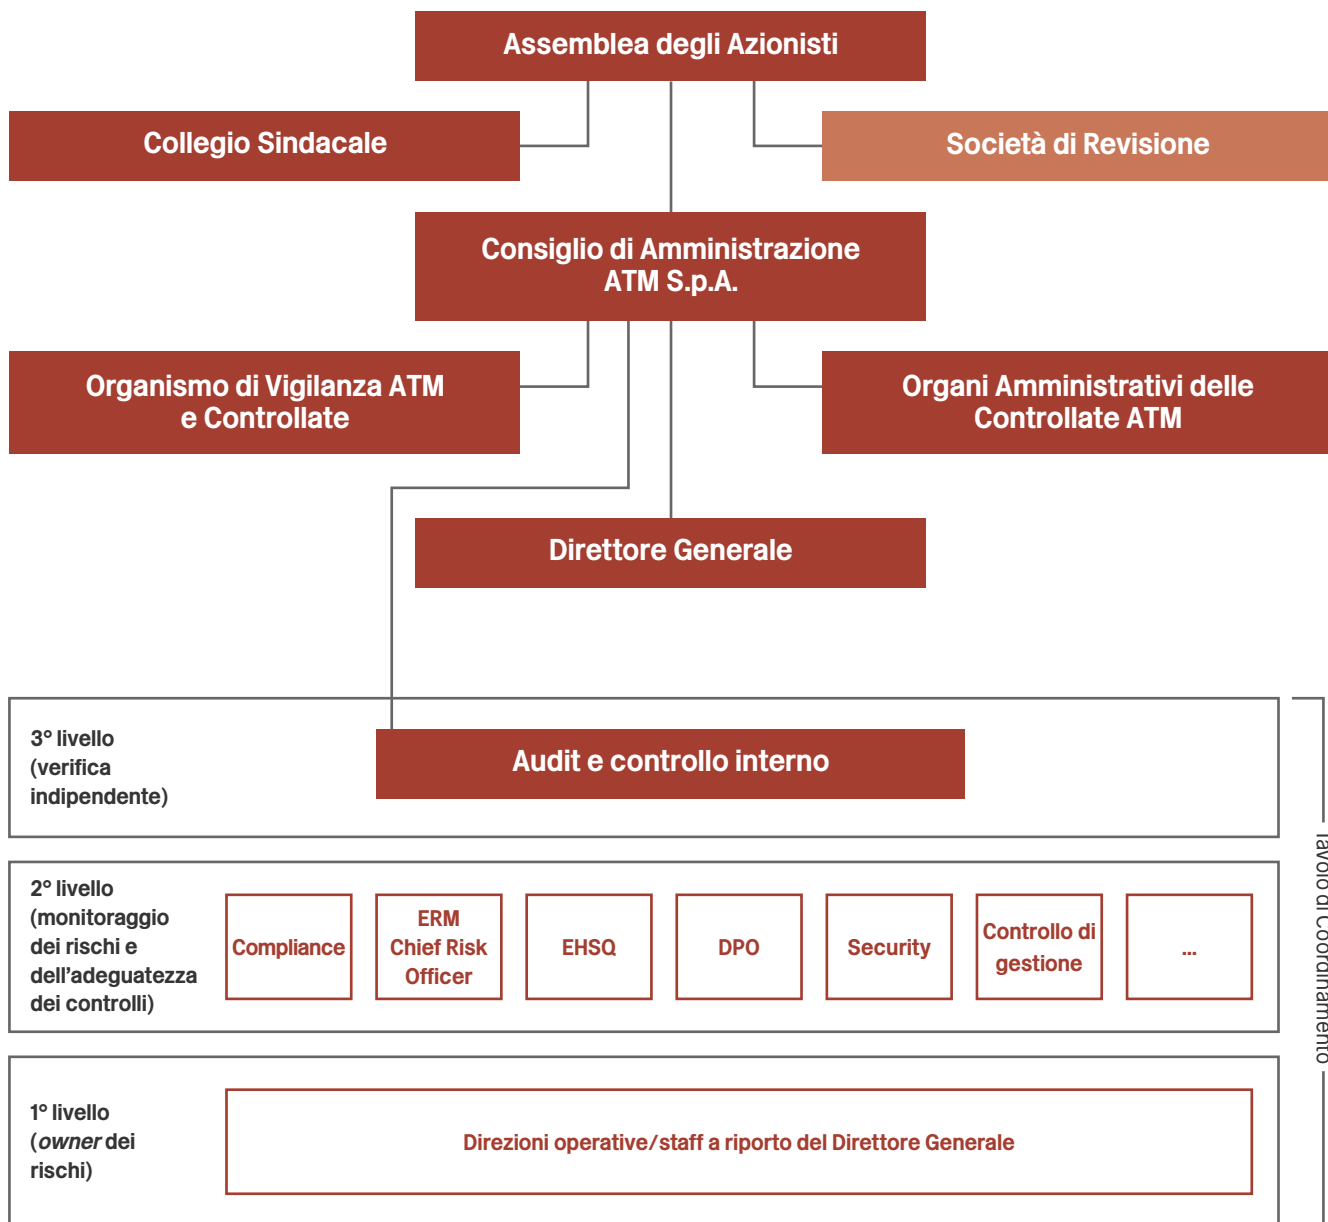 Assemblea degli Azionisti
Collegio Sindacale
Società di Revisione
Consiglio di Amministrazione
ATM S.p.A.
Organismo di Vigilanza ATM
e Controllate
Organi Amministrativi delle
Controllate ATM
Direttore Generale
3° livello
(verifica
indipendente)
Audit e controllo interno
2° livello
(monitoraggio
dei rischi e
dell’adeguatezza
dei controlli)
Compliance
ERM
Chief Risk
Officer
EHSQ
DPO
Security
Controllo di
gestione
...
1° livello
(owner dei
rischi)
Direzioni operative/staff a riporto del Direttore Generale
Tavolo di Coordinamento